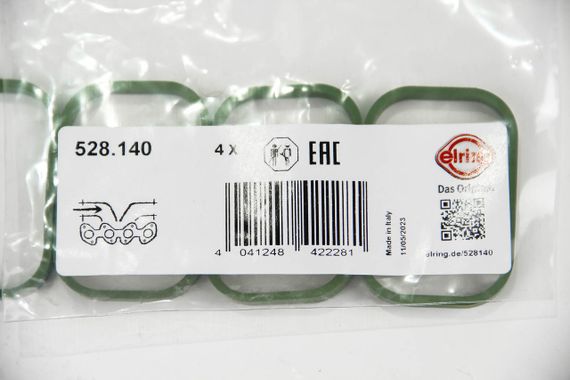 528.140
4 x
EAC
elring
Das Original
4 041248 422281
Made in Italy
11/05/2023
elring.de/528140